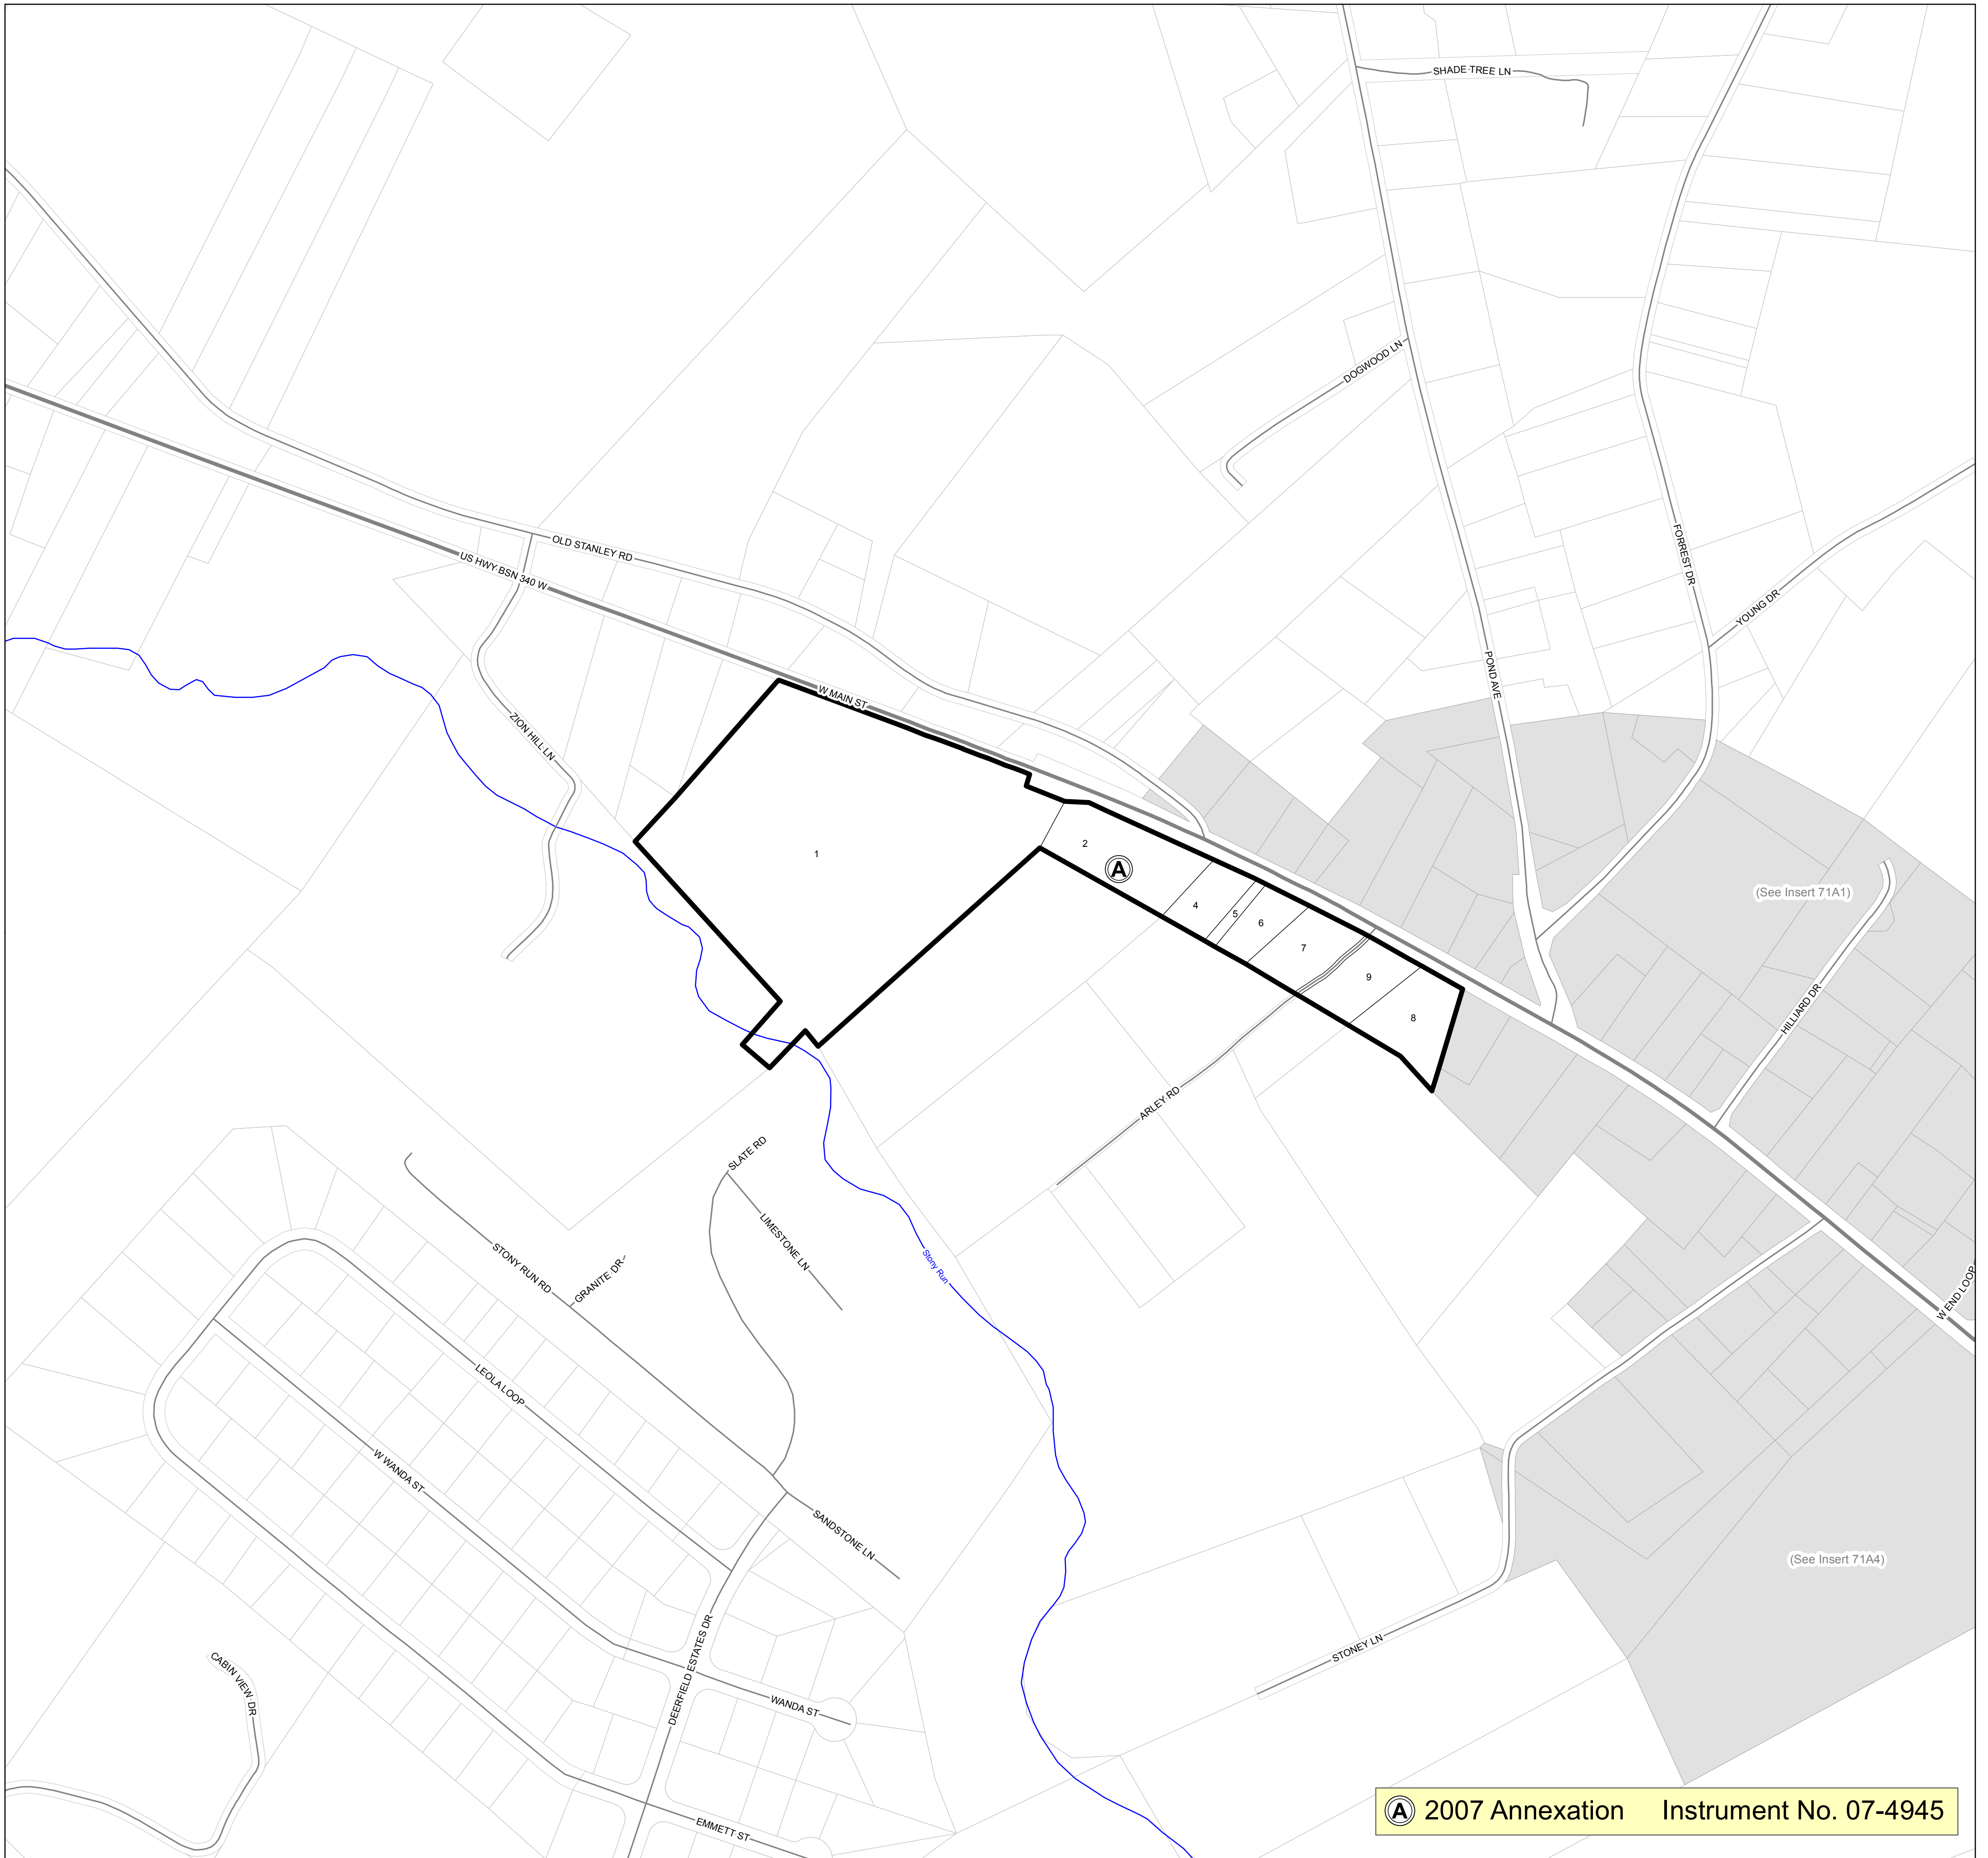 SHADE TREE LN
DOGWOOD LN
FORREST DR
OLD STANLEY RD
US HWY BSN 340 W
YOUNG DR
POND AVE
W MAIN ST
ZION HILL LN
1
2
A
4
5
6
7
9
8
(See Insert 71A1)
HILLIARD DR
ARLEY RD
SLATE RD
LIMESTONE LN
STONY RUN RD
GRANITE DR
Stony Run
W END LOOP
LEOLA LOOP
W WANDA ST
SANDSTONE LN
(See Insert 71A4)
STONEY LN
CABIN VIEW DR
DEERFIELD ESTATES DR
WANDA ST
EMMETT ST
A 2007 Annexation Instrument No. 07-4945